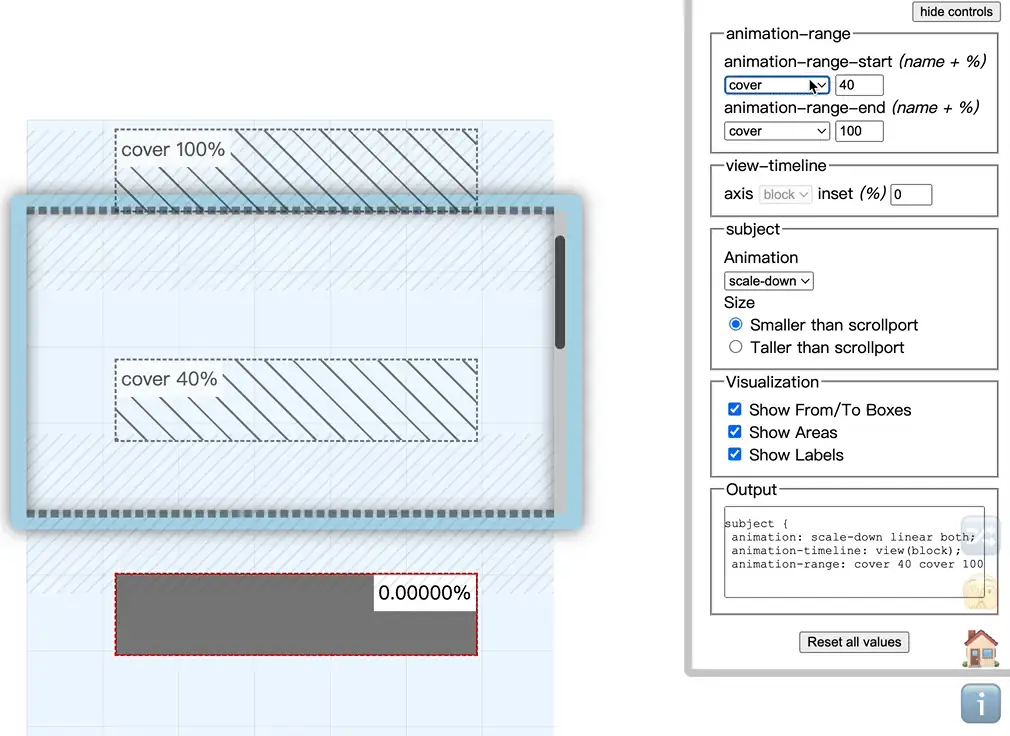 cover 100%
cover 40%
0.00000%
hide controls
animation-range
animation-range-start (name + %)
cover 40
animation-range-end (name + %)
cover 100
view-timeline
axis block inset (%) 0
subject
Animation
scale-down
Size
Smaller than scrollport
Taller than scrollport
Visualization
Show From/To Boxes
Show Areas
Show Labels
Output
subject {
animation: scale-down linear both;
animation-timeline: view(block);
animation-range: cover 40 cover 100
Reset all values
i